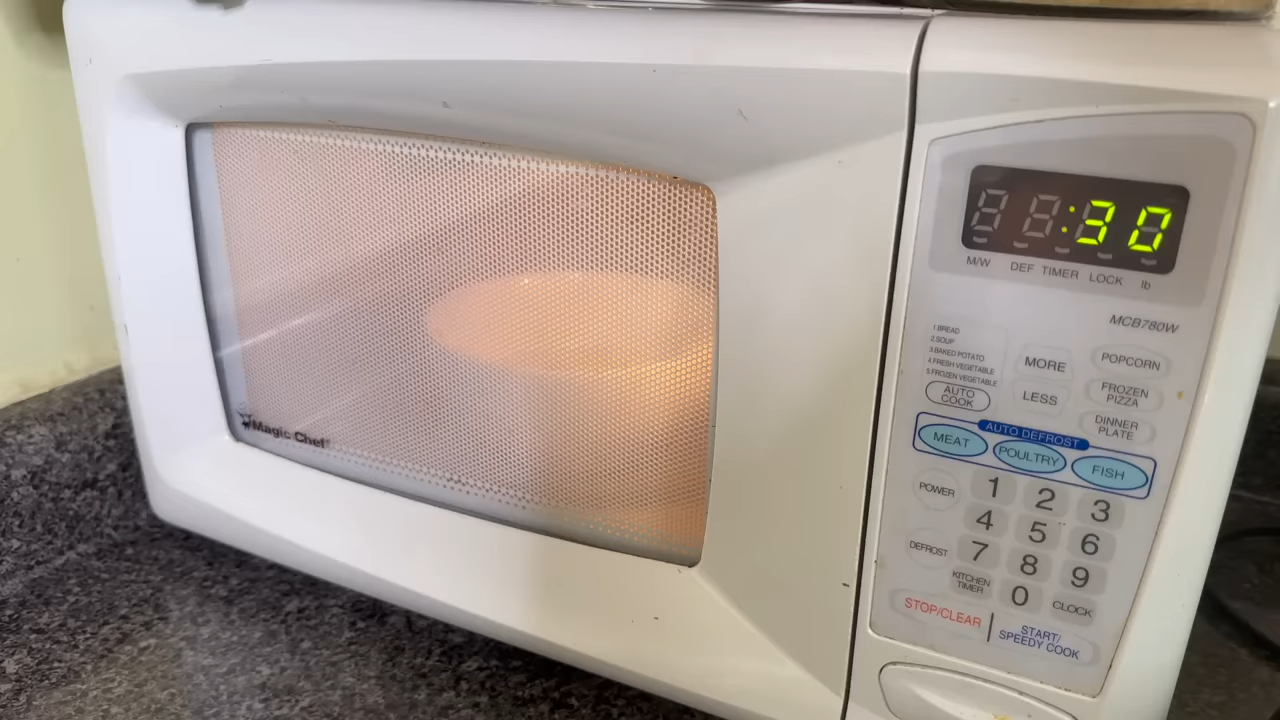 :30
M/W DEF TIMER LOCK lb
MCB780W
1.BREAD
2.SOUP
3.BAKED POTATO
4.FRESH VEGETABLE
5.FROZEN VEGETABLE
AUTO
COOK
MORE
LESS
POPCORN
FROZEN
PIZZA
DINNER
PLATE
AUTO DEFROST
MEAT POULTRY FISH
POWER
1 2 3
4 5 6
DEFROST
7 8 9
KITCHEN
TIMER
0
CLOCK
STOP/CLEAR
START/
SPEEDY COOK
Magic Chef®